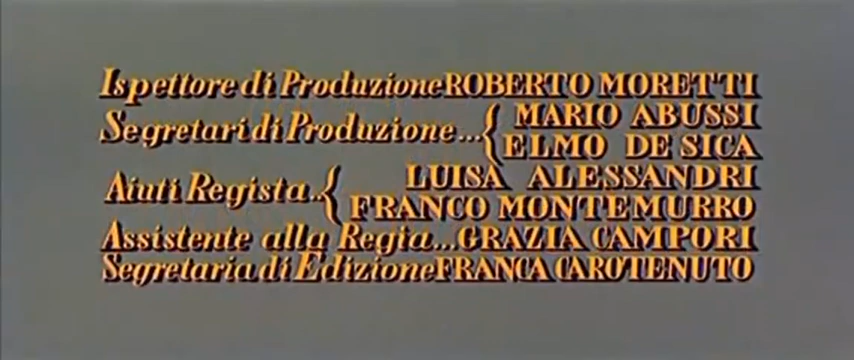 Ispettore di Produzione ROBERTO MORETTI
Segretari di Produzione... { MARIO ABUSSI
ELMO DE SICA
Aiuti Regista.. { LUISA ALESSANDRI
FRANCO MONTEMURRO
Assistente alla Regia... GRAZIA CAMPORI
Segretaria di Edizione FRANCA CAROTENUTO